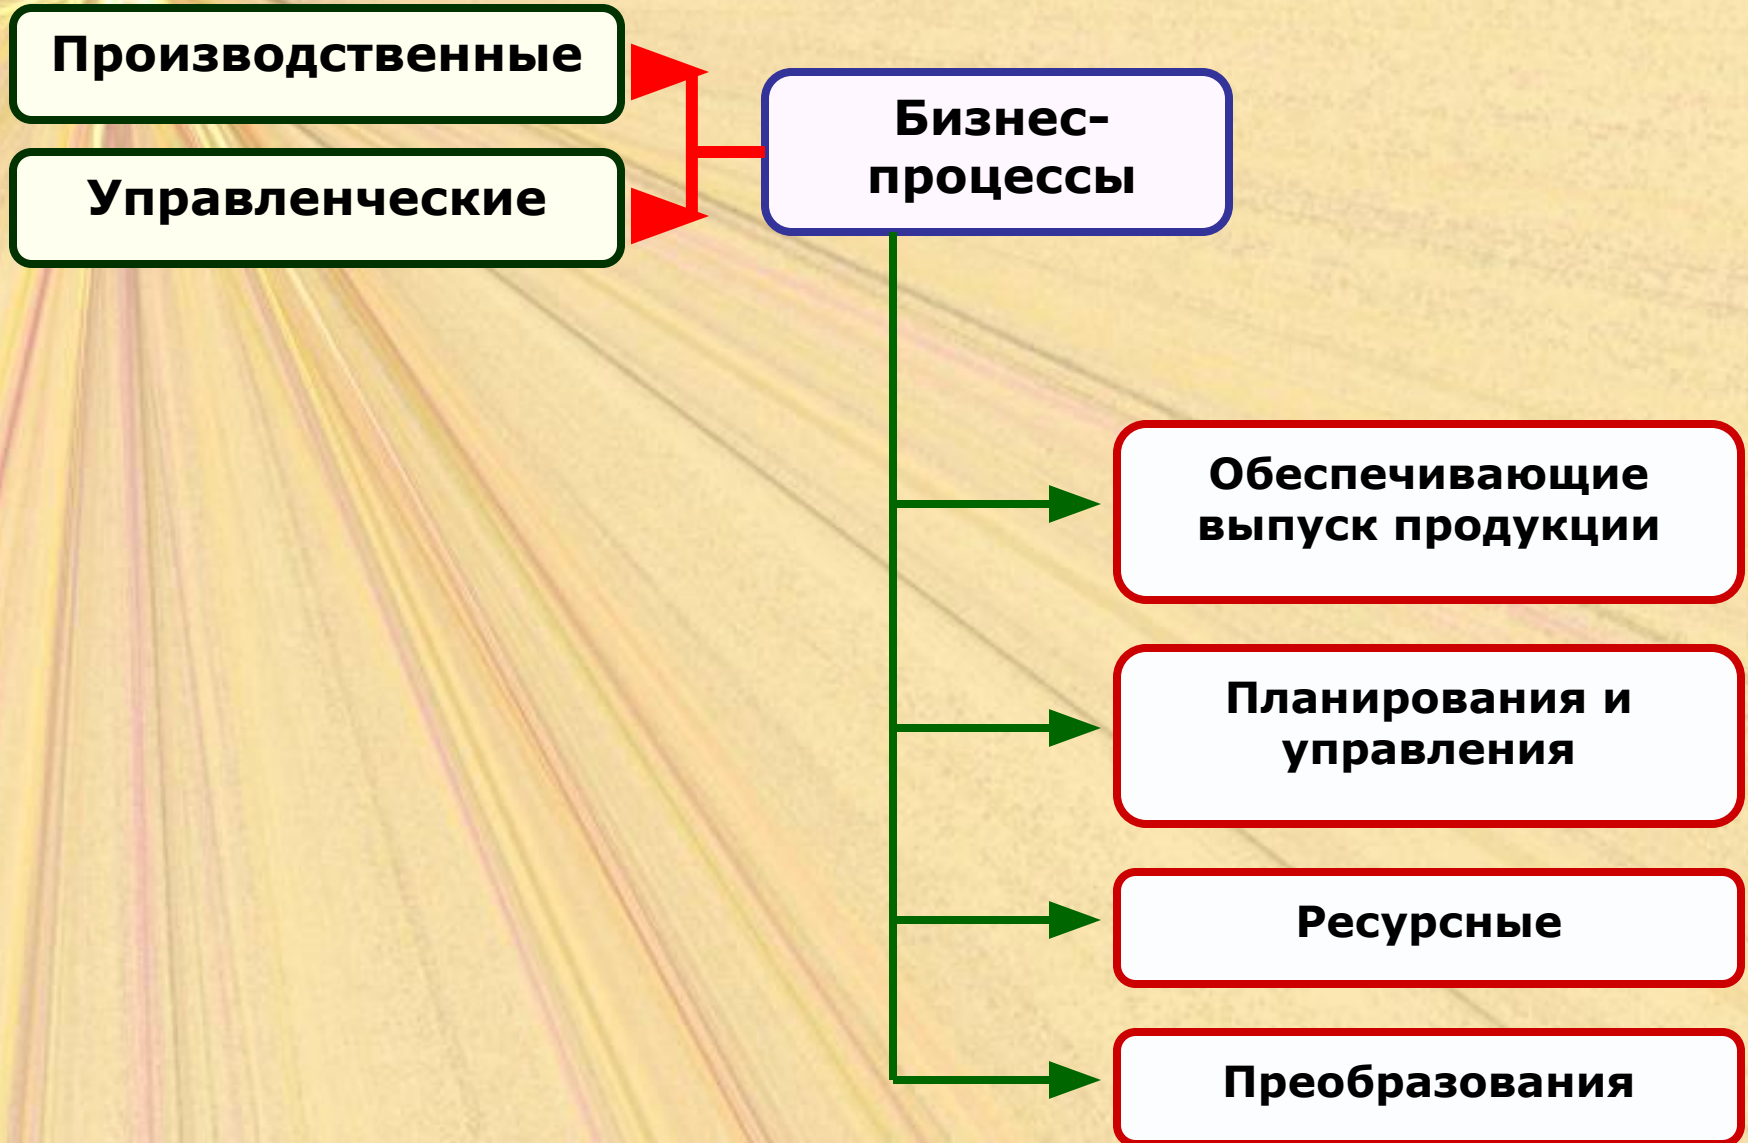 Производственные
Управленческие
Бизнес-
процессы
Обеспечивающие
выпуск продукции
Планирования и
управления
Ресурсные
Преобразования